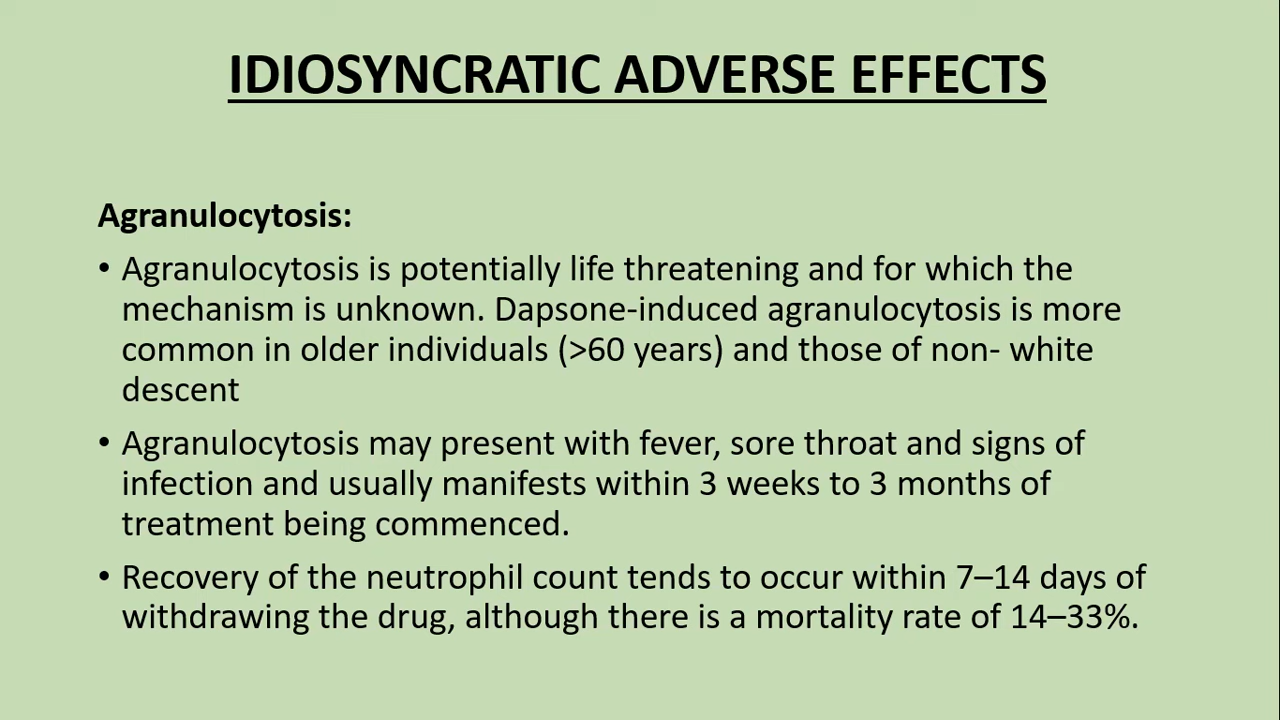 IDIOSYNCRATIC ADVERSE EFFECTS
Agranulocytosis:
• Agranulocytosis is potentially life threatening and for which the
mechanism is unknown. Dapsone-induced agranulocytosis is more
common in older individuals (>60 years) and those of non- white
descent
• Agranulocytosis may present with fever, sore throat and signs of
infection and usually manifests within 3 weeks to 3 months of
treatment being commenced.
• Recovery of the neutrophil count tends to occur within 7–14 days of
withdrawing the drug, although there is a mortality rate of 14–33%.